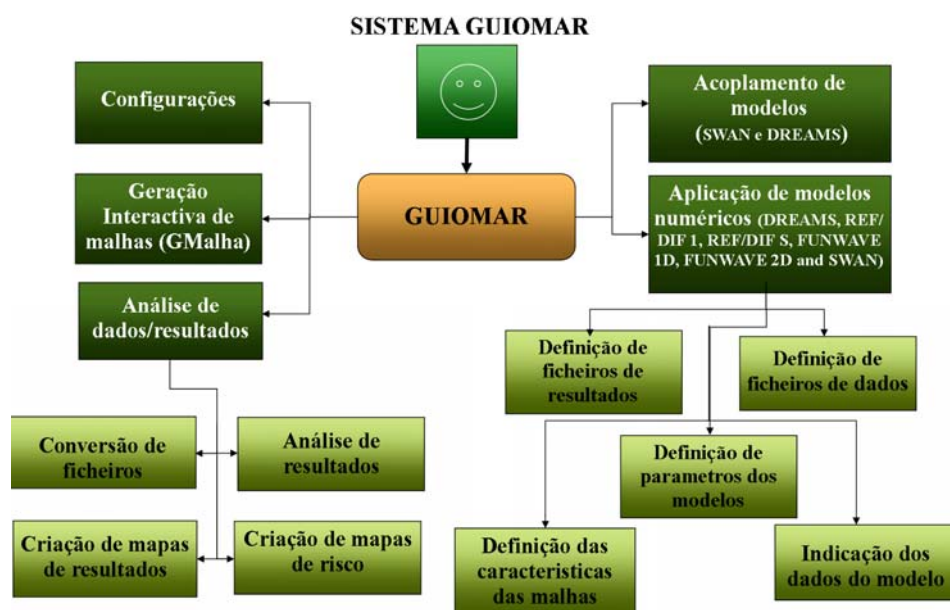 SISTEMA GUIOMAR
Configurações
Geração
Interactiva de
malhas (GMalha)
Análise de
dados/resultados
GUIOMAR
Acoplamento de
modelos
(SWAN e DREAMS)
Aplicação de modelos
numéricos (DREAMS, REF/
DIF 1, REF/DIF S, FUNWAVE
1D, FUNWAVE 2D and SWAN)
Definição de
ficheiros de
resultados
Definição de
ficheiros de dados
Conversão de
ficheiros
Análise de
resultados
Definição de
parametros dos
modelos
Criação de mapas
de resultados
Criação de mapas
de risco
Definição das
caracteristicas
das malhas
Indicação dos
dados do modelo